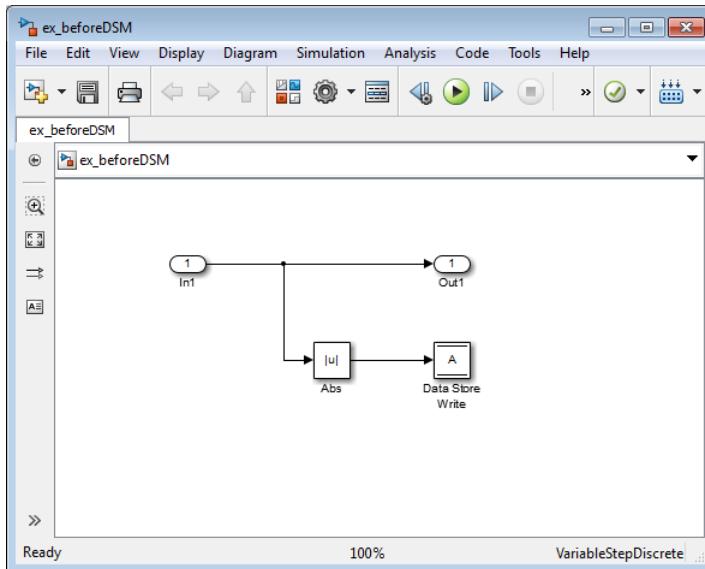 ex_beforeDSM
File Edit View Display Diagram Simulation Analysis Code Tools Help
»
ex_beforeDSM
ex_beforeDSM
1
In1
1
Out1
|u|
Abs
A
Data Store
Write
»
Ready 100% VariableStepDiscrete